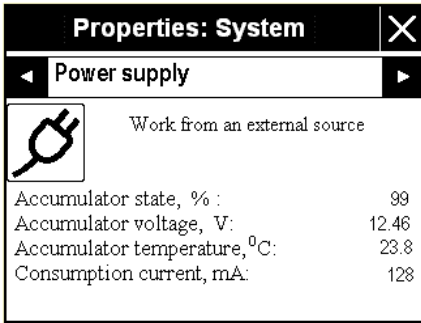 Properties: System
Power supply
Work from an external source
Accumulator state, % : 99
Accumulator voltage, V: 12.46
Accumulator temperature,⁰C: 23.8
Consumption current, mA: 128